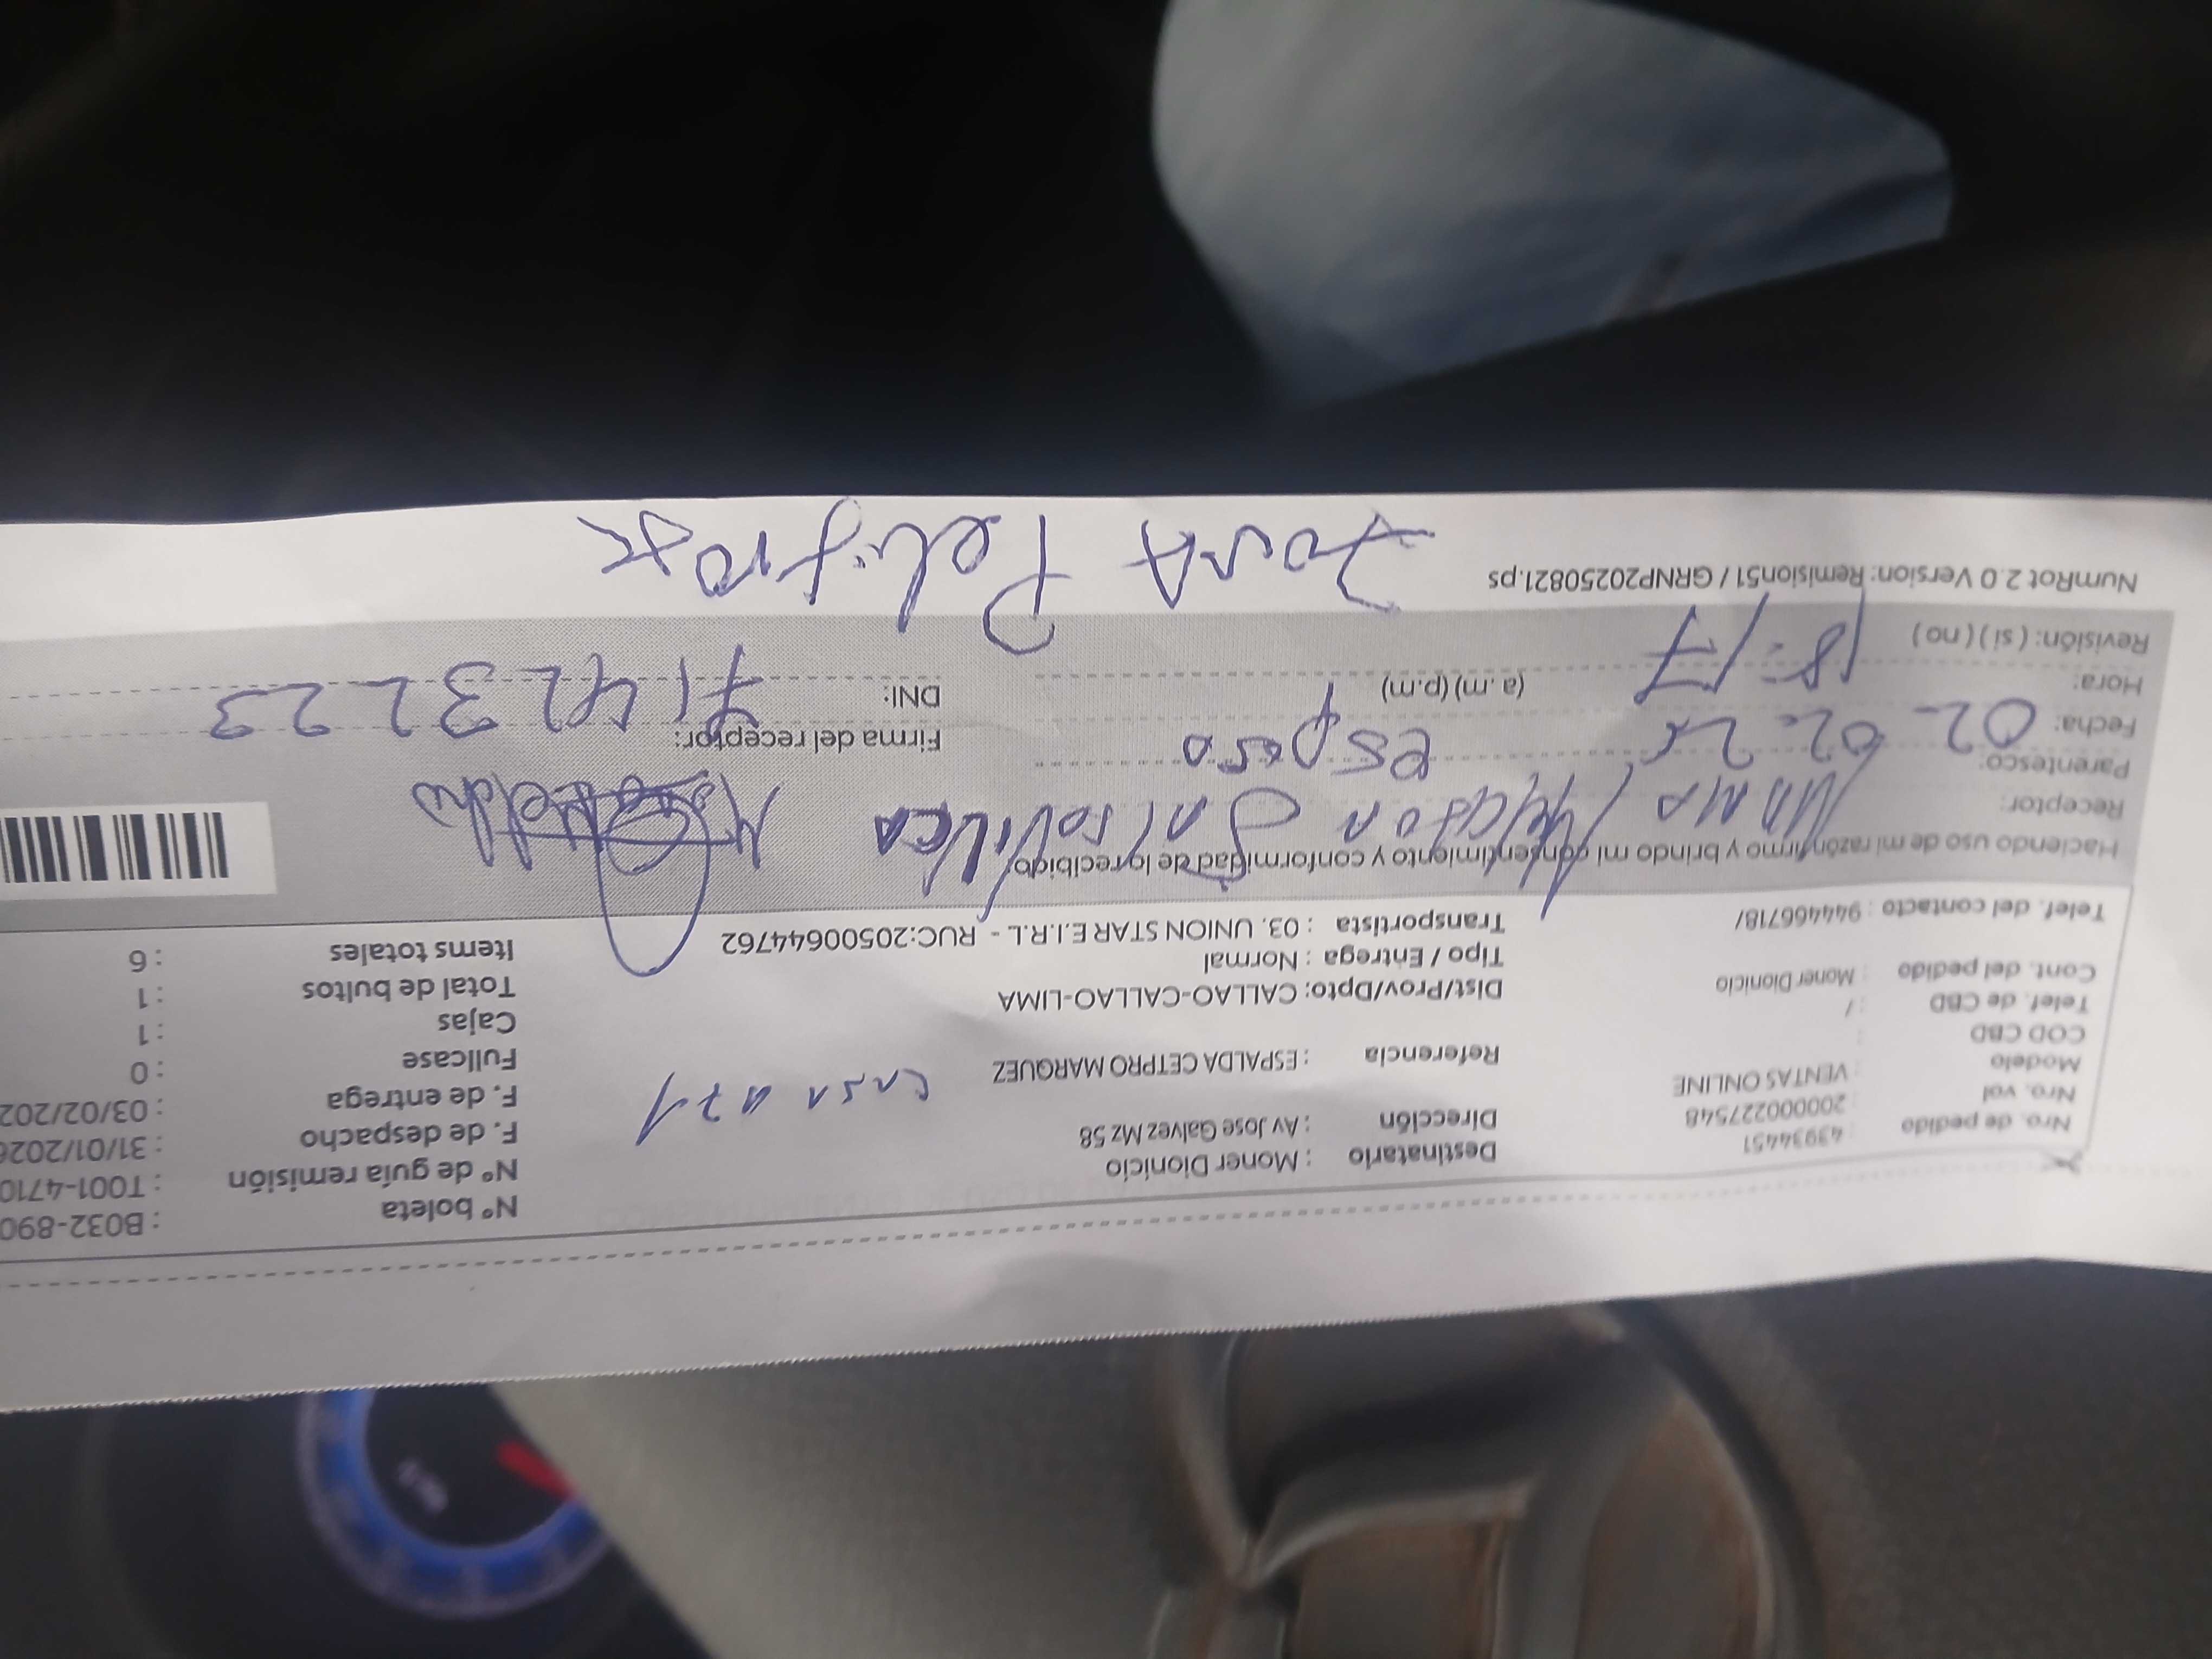 Nro. de pedido : 43934451
Nro. vol : 20000227548
Modelo : VENTAS ONLINE
COD CBD :
Telef. de CBD : /
Cont. del pedido : Moner Dionicio
Telef. del contacto : 944466718/
Destinatario : Moner Dionicio
Dirección : Av Jose Galvez Mz 58
casa 471
Referencia : ESPALDA CETPRO MARQUEZ
Dist/Prov/Dpto: CALLAO-CALLAO-LIMA
Tipo / Entrega : Normal
Transportista : 03. UNION STAR E.I.R.L - RUC:20500644762
N° boleta : B032-890
N° de guía remisión : T001-4710
F. de despacho : 31/01/2026
F. de entrega : 03/02/202
Fullcase : 0
Cajas : 1
Total de bultos : 1
Items totales : 6
Haciendo uso de mi razón firmo y brindo mi consentimiento y conformidad de lo recibido:
Receptor:
Parentesco: esposo
Fecha: 02 02
Hora: 18:17 (a.m) (p.m)
Revisión: ( si ) ( no )
Firma del receptor:
DNI: 71423223
NumRot 2.0 Version: Remision51 / GRNP20250821.ps
Zona Peligrosa